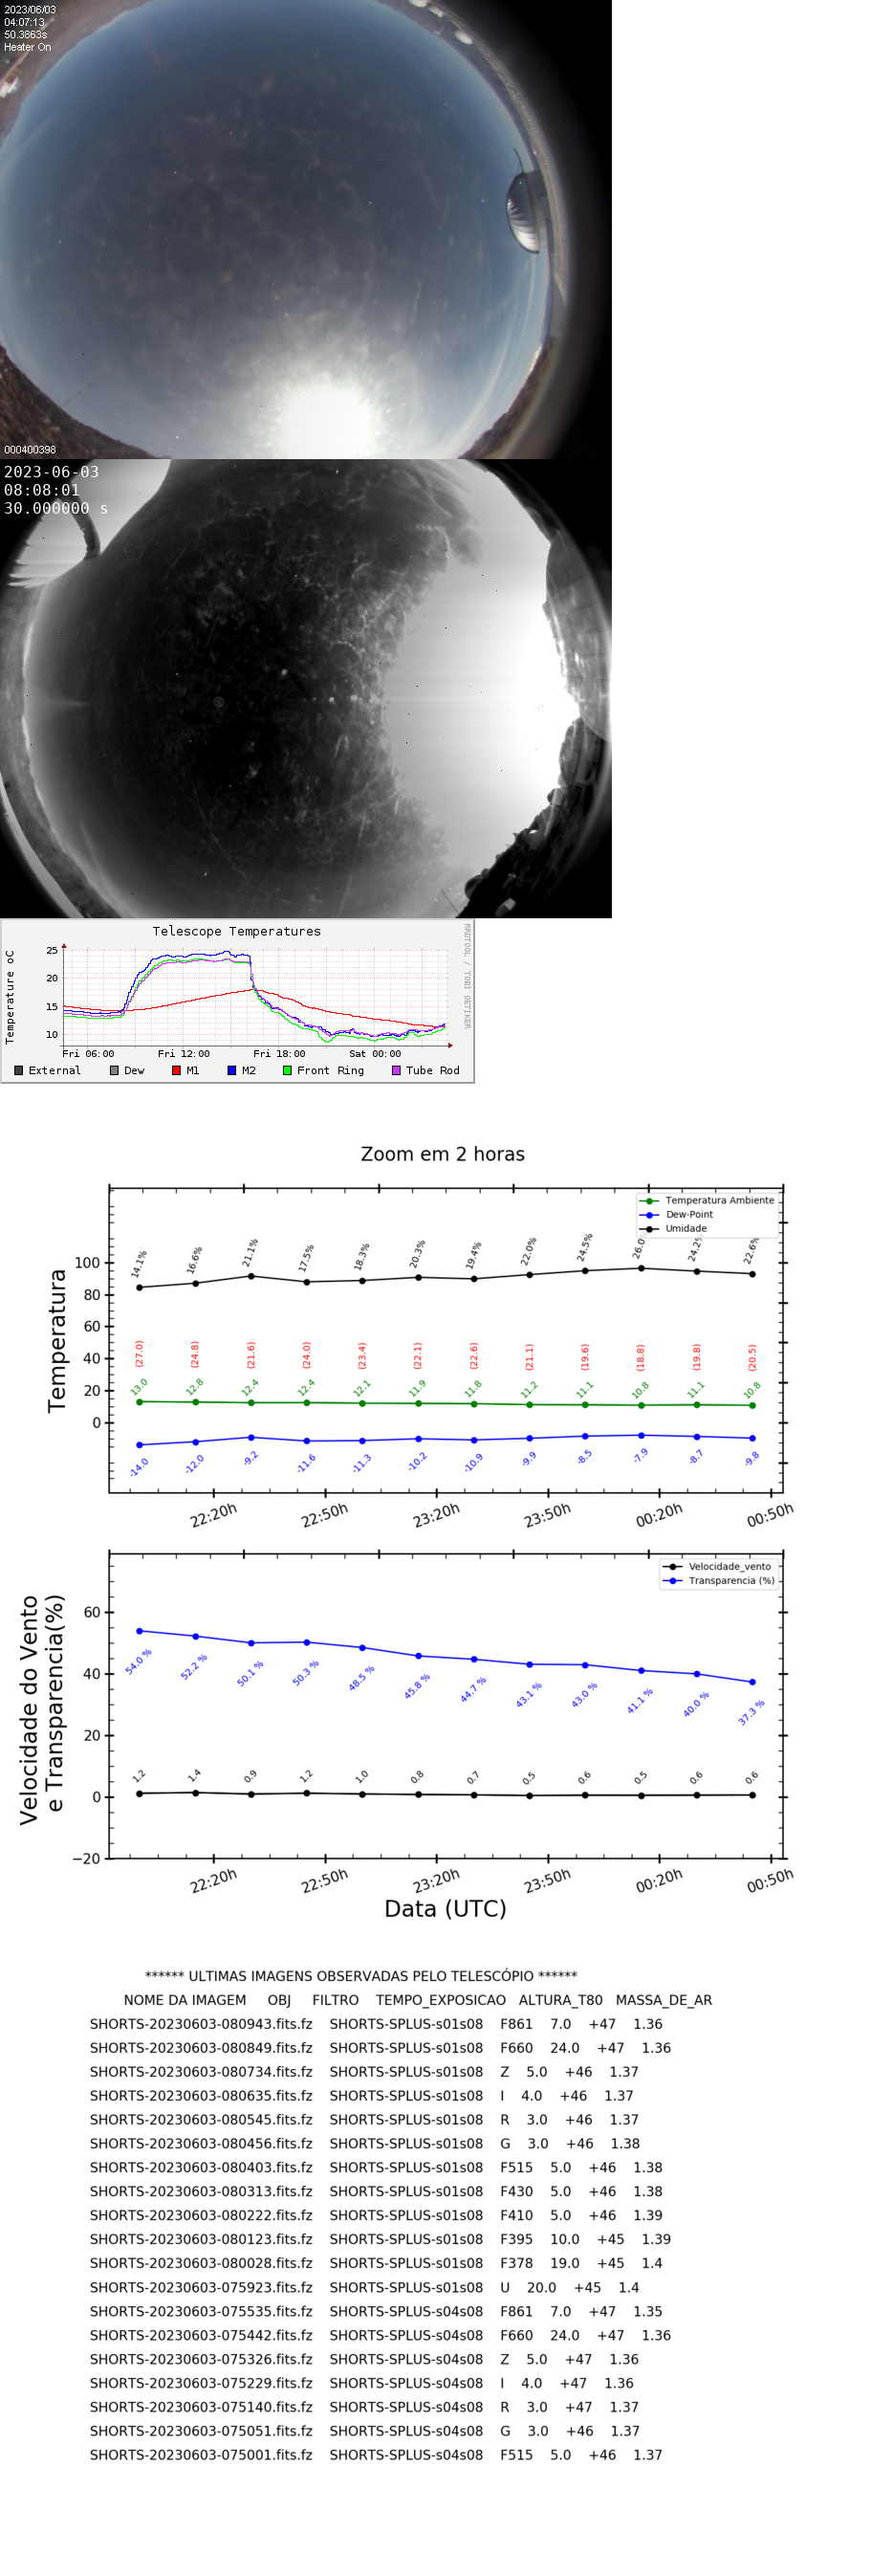 2023/06/03
04:07:13
50.3863s
Heater On
000400398
2023-06-03
08:08:01
30.000000 s
Telescope Temperatures
RRDTOOL / TOBI OETIKER
Temperature oC
25
20
15
10
Fri 06:00 Fri 12:00 Fri 18:00 Sat 00:00
External Dew M1 M2 Front Ring Tube Rod
Zoom em 2 horas
Temperatura Ambiente
Dew-Point
Umidade
Temperatura
100
80
60
40
20
0
14.1% 16.6% 21.1% 17.5% 18.3% 20.3% 19.4% 22.0% 24.5% 26.0 24.2% 22.6%
(27.0) (24.8) (21.6) (24.0) (23.4) (22.1) (22.6) (21.1) (19.6) (18.8) (19.8) (20.5)
13.0 12.8 12.4 12.4 12.1 11.9 11.8 11.2 11.1 10.8 11.1 10.8
-14.0 -12.0 -9.2 -11.6 -11.3 -10.2 -10.9 -9.9 -8.5 -7.9 -8.7 -9.8
22:20h 22:50h 23:20h 23:50h 00:20h 00:50h
Velocidade_vento
Transparencia (%)
Velocidade do Vento
e Transparencia(%)
60
40
20
0
−20
54.0 % 52.2 % 50.1 % 50.3 % 48.5 % 45.8 % 44.7 % 43.1 % 43.0 % 41.1 % 40.0 % 37.3 %
1.2 1.4 0.9 1.2 1.0 0.8 0.7 0.5 0.6 0.5 0.6 0.6
22:20h 22:50h 23:20h 23:50h 00:20h 00:50h
Data (UTC)
****** ULTIMAS IMAGENS OBSERVADAS PELO TELESCÓPIO ******
NOME DA IMAGEM OBJ FILTRO TEMPO_EXPOSICAO ALTURA_T80 MASSA_DE_AR
SHORTS-20230603-080943.fits.fz SHORTS-SPLUS-s01s08 F861 7.0 +47 1.36
SHORTS-20230603-080849.fits.fz SHORTS-SPLUS-s01s08 F660 24.0 +47 1.36
SHORTS-20230603-080734.fits.fz SHORTS-SPLUS-s01s08 Z 5.0 +46 1.37
SHORTS-20230603-080635.fits.fz SHORTS-SPLUS-s01s08 I 4.0 +46 1.37
SHORTS-20230603-080545.fits.fz SHORTS-SPLUS-s01s08 R 3.0 +46 1.37
SHORTS-20230603-080456.fits.fz SHORTS-SPLUS-s01s08 G 3.0 +46 1.38
SHORTS-20230603-080403.fits.fz SHORTS-SPLUS-s01s08 F515 5.0 +46 1.38
SHORTS-20230603-080313.fits.fz SHORTS-SPLUS-s01s08 F430 5.0 +46 1.38
SHORTS-20230603-080222.fits.fz SHORTS-SPLUS-s01s08 F410 5.0 +46 1.39
SHORTS-20230603-080123.fits.fz SHORTS-SPLUS-s01s08 F395 10.0 +45 1.39
SHORTS-20230603-080028.fits.fz SHORTS-SPLUS-s01s08 F378 19.0 +45 1.4
SHORTS-20230603-075923.fits.fz SHORTS-SPLUS-s01s08 U 20.0 +45 1.4
SHORTS-20230603-075535.fits.fz SHORTS-SPLUS-s04s08 F861 7.0 +47 1.35
SHORTS-20230603-075442.fits.fz SHORTS-SPLUS-s04s08 F660 24.0 +47 1.36
SHORTS-20230603-075326.fits.fz SHORTS-SPLUS-s04s08 Z 5.0 +47 1.36
SHORTS-20230603-075229.fits.fz SHORTS-SPLUS-s04s08 I 4.0 +47 1.36
SHORTS-20230603-075140.fits.fz SHORTS-SPLUS-s04s08 R 3.0 +47 1.37
SHORTS-20230603-075051.fits.fz SHORTS-SPLUS-s04s08 G 3.0 +46 1.37
SHORTS-20230603-075001.fits.fz SHORTS-SPLUS-s04s08 F515 5.0 +46 1.37